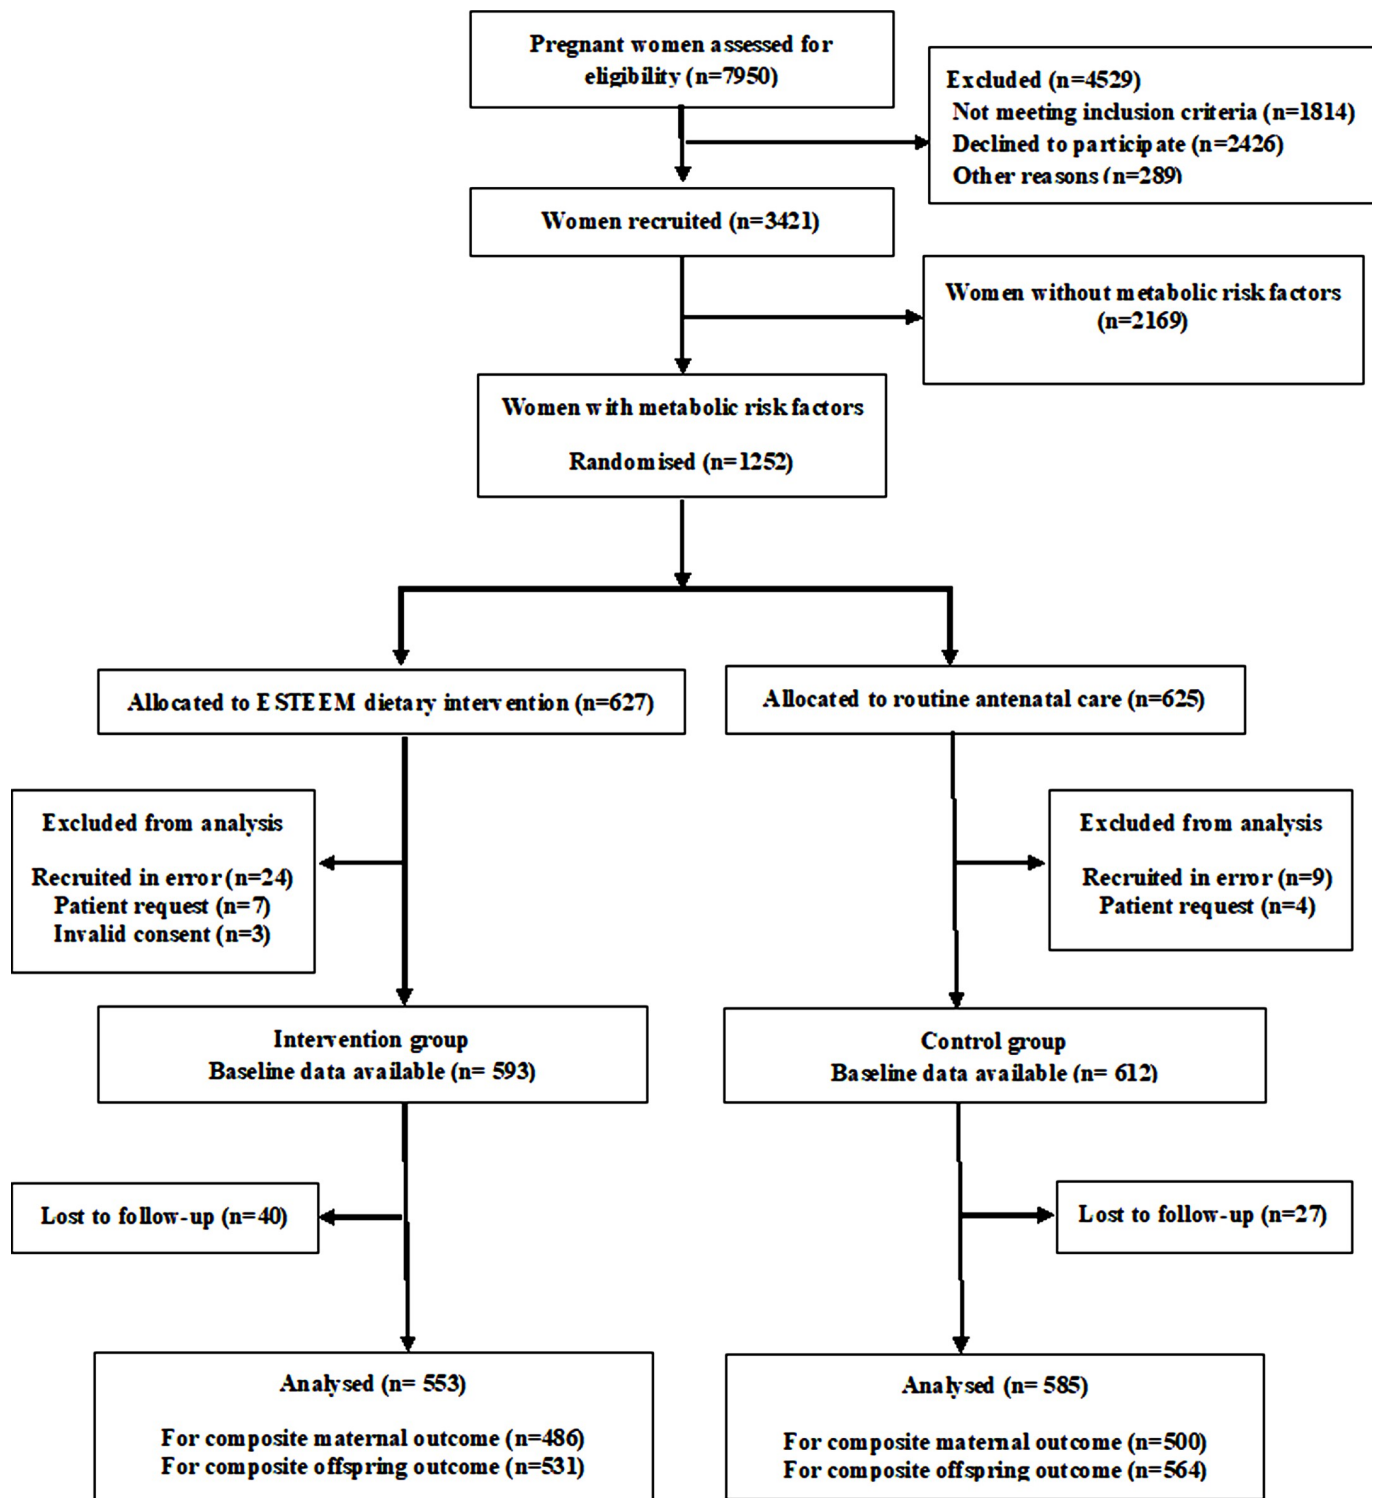 Pregnant women assessed for
eligibility (n=7950)
Excluded (n=4529)
Not meeting inclusion criteria (n=1814)
Declined to participate (n=2426)
Other reasons (n=289)
Women recruited (n=3421)
Women without metabolic risk factors
(n=2169)
Women with metabolic risk factors
Randomised (n=1252)
Allocated to ESTEEM dietary intervention (n=627)
Allocated to routine antenatal care (n=625)
Excluded from analysis
Recruited in error (n=24)
Patient request (n=7)
Invalid consent (n=3)
Excluded from analysis
Recruited in error (n=9)
Patient request (n=4)
Intervention group
Baseline data available (n= 593)
Control group
Baseline data available (n= 612)
Lost to follow-up (n=40)
Lost to follow-up (n=27)
Analysed (n= 553)
For composite maternal outcome (n=486)
For composite offspring outcome (n=531)
Analysed (n= 585)
For composite maternal outcome (n=500)
For composite offspring outcome (n=564)